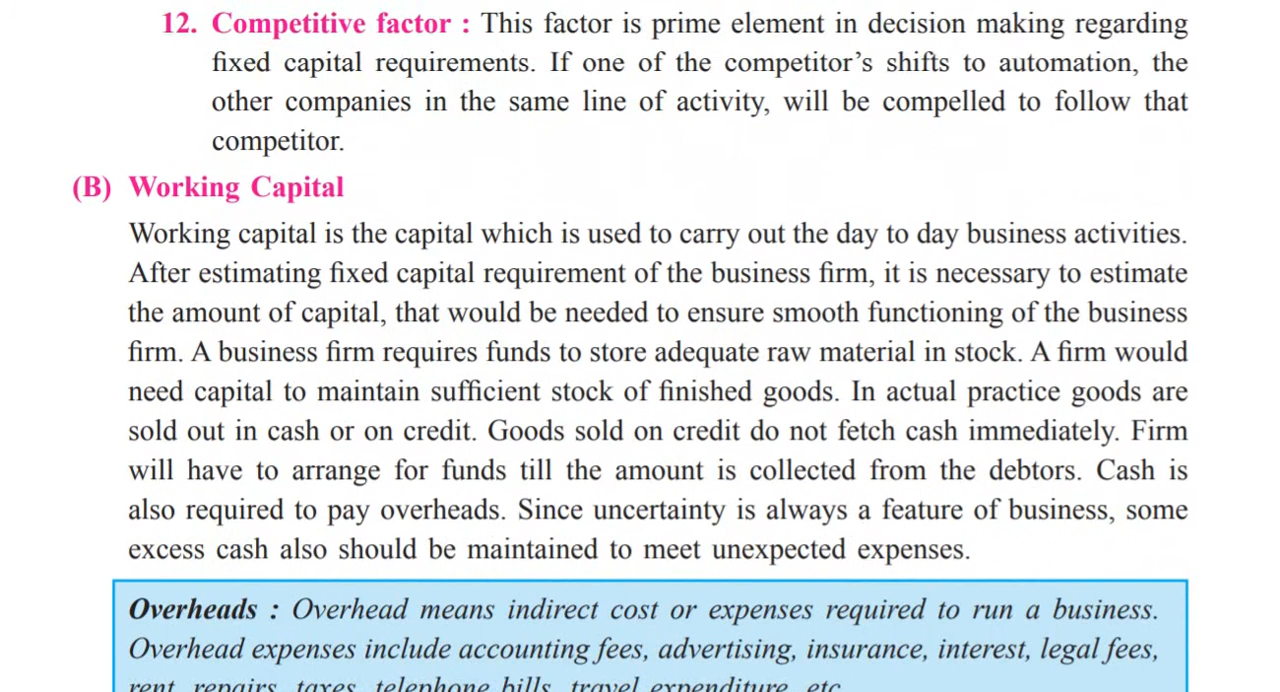 12. Competitive factor : This factor is prime element in decision making regarding
fixed capital requirements. If one of the competitor’s shifts to automation, the
other companies in the same line of activity, will be compelled to follow that
competitor.
(B) Working Capital
Working capital is the capital which is used to carry out the day to day business activities.
After estimating fixed capital requirement of the business firm, it is necessary to estimate
the amount of capital, that would be needed to ensure smooth functioning of the business
firm. A business firm requires funds to store adequate raw material in stock. A firm would
need capital to maintain sufficient stock of finished goods. In actual practice goods are
sold out in cash or on credit. Goods sold on credit do not fetch cash immediately. Firm
will have to arrange for funds till the amount is collected from the debtors. Cash is
also required to pay overheads. Since uncertainty is always a feature of business, some
excess cash also should be maintained to meet unexpected expenses.
Overheads : Overhead means indirect cost or expenses required to run a business.
Overhead expenses include accounting fees, advertising, insurance, interest, legal fees,
rent, repairs, taxes, telephone bills, travel expenditure, etc